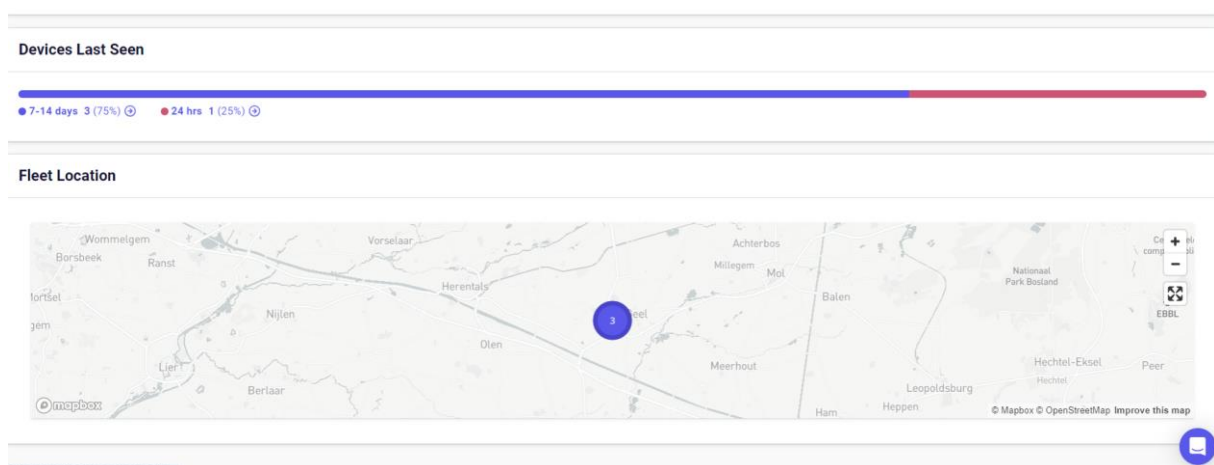 Devices Last Seen
7-14 days 3 (75%) 24 hrs 1 (25%)
Fleet Location
Wommelgem
Vorselaar
Achterbos
Borsbeek
Ranst
Millegem
Mol
Nationaal
Park Bosland
Herentals
Balen
Nijlen
3
EBBL
Olen
Lier
Meerhout
Hechtel-Eksel
Peer
Berlaar
Leopoldsburg
Hechtel
mapbox
Ham
Heppen
© Mapbox © OpenStreetMap Improve this map